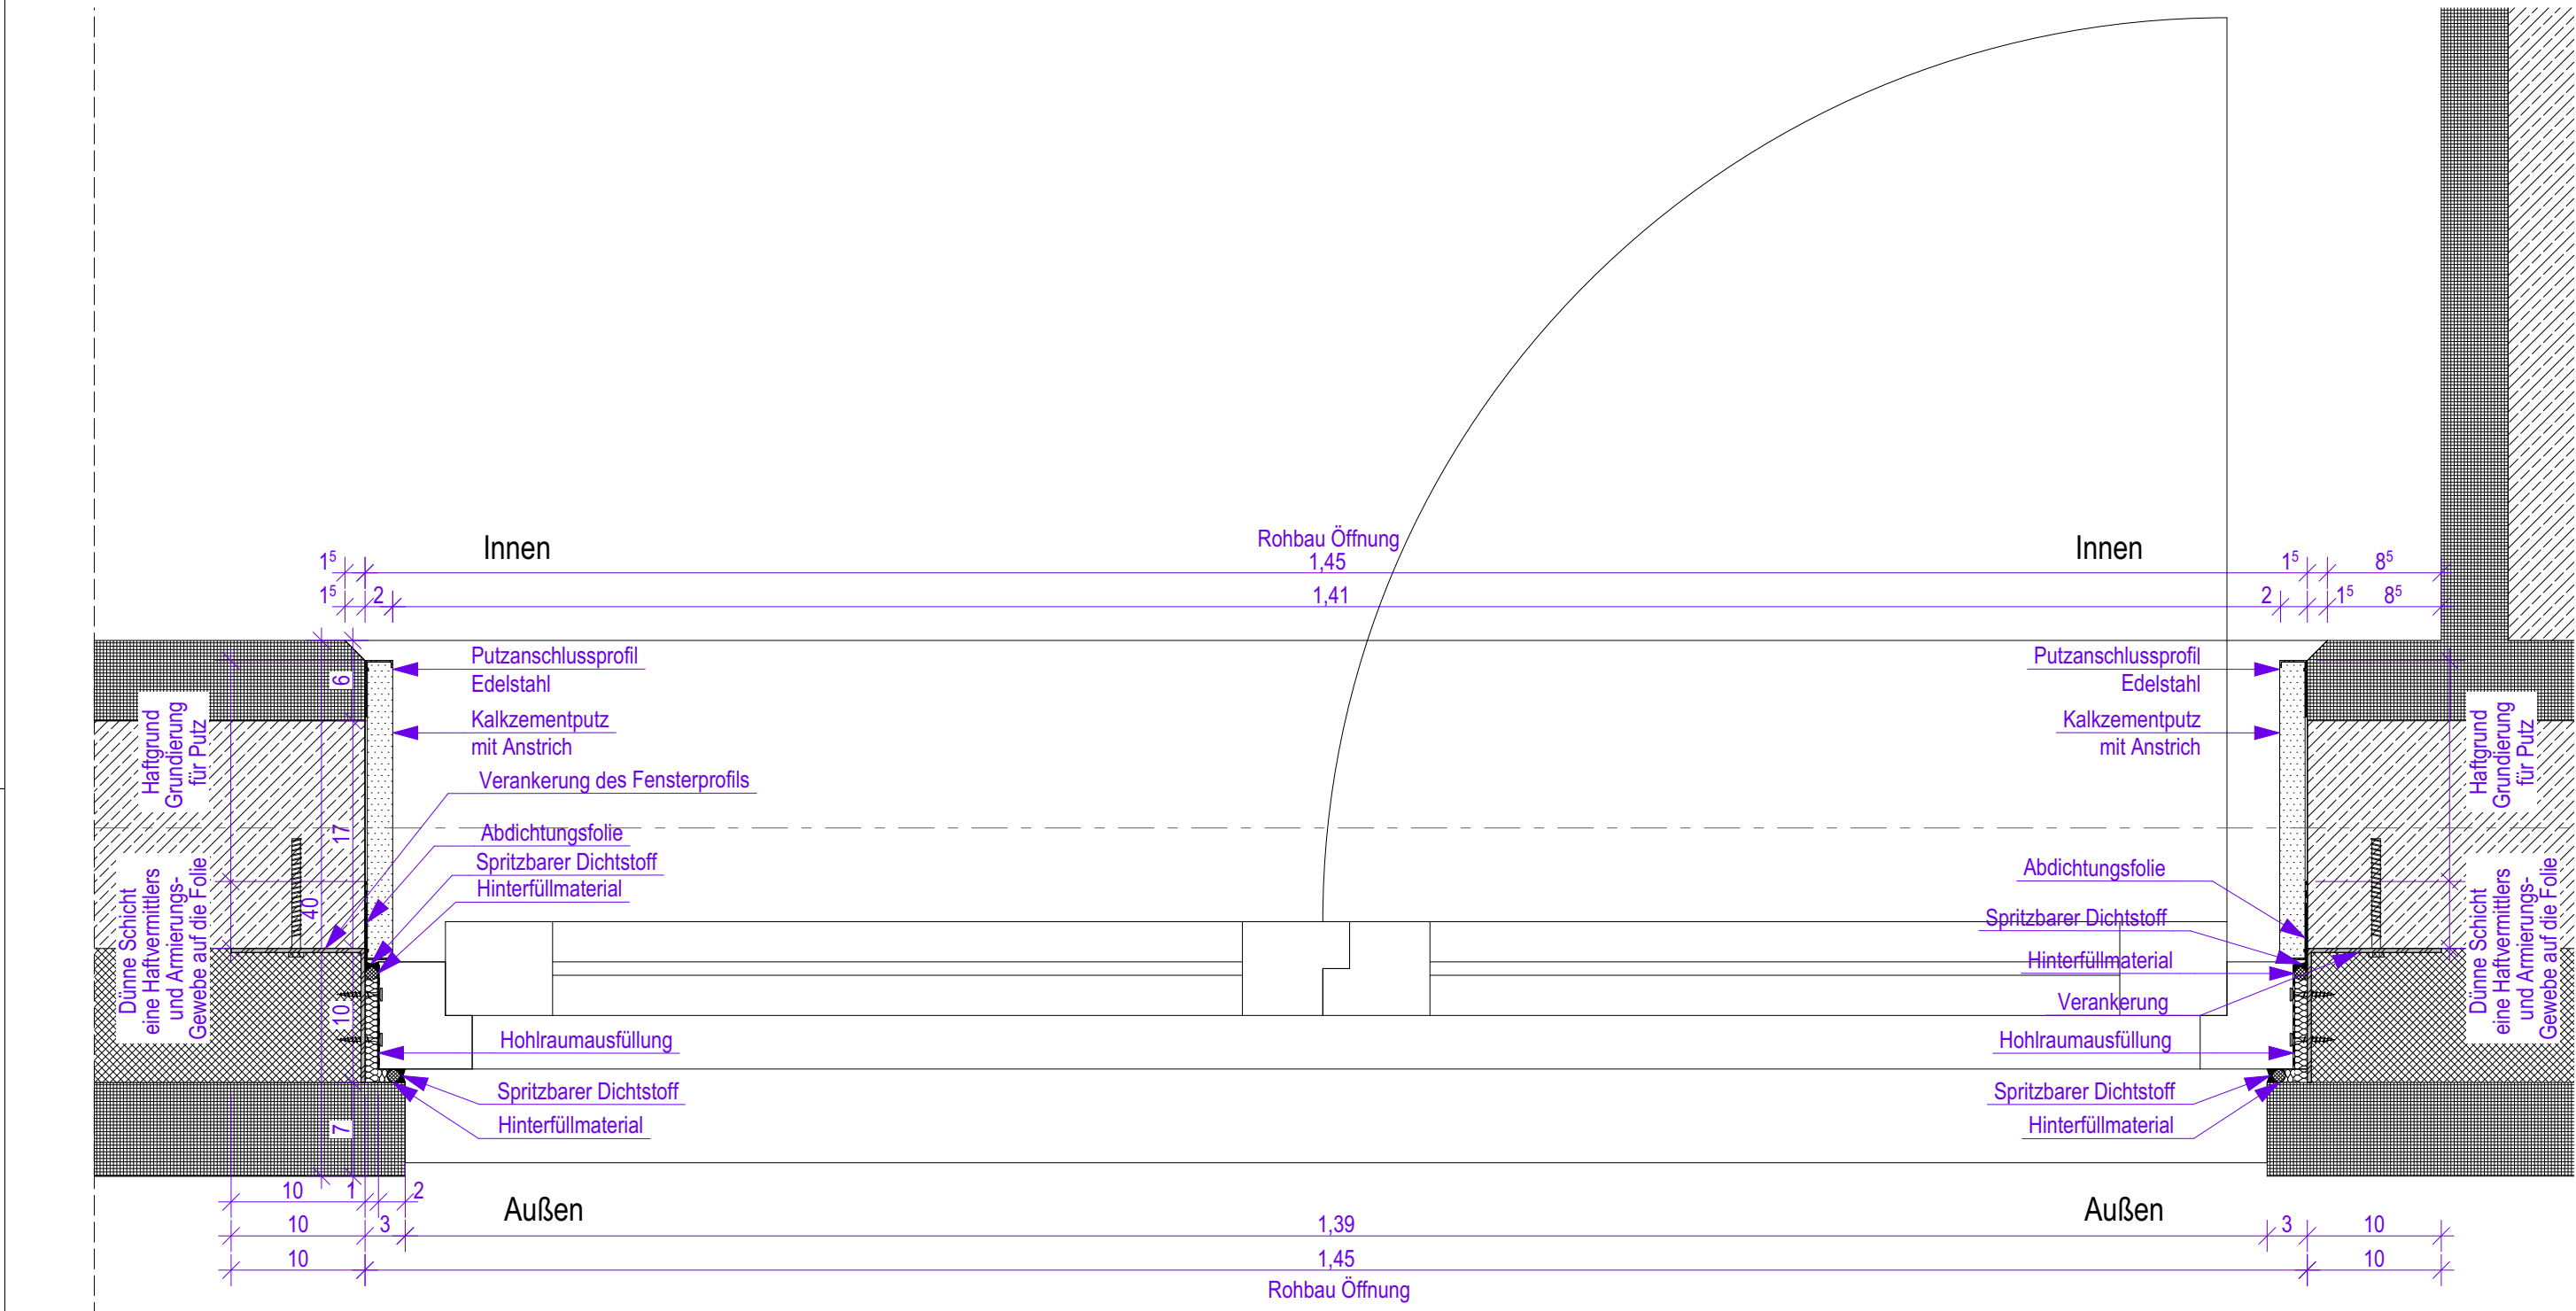 Innen
Rohbau Öffnung
Innen
1⁵
1,45
1⁵
8⁵
1⁵
2
1,41
2
1⁵
8⁵
Putzanschlussprofil
Edelstahl
Kalkzementputz
mit Anstrich
Verankerung des Fensterprofils
Abdichtungsfolie
Spritzbarer Dichtstoff
Hinterfüllmaterial
Hohlraumausfüllung
Spritzbarer Dichtstoff
Hinterfüllmaterial
Haftgrund
Grundierung
für Putz
Dünne Schicht
eine Haftvermittlers
und Armierungs-
Gewebe auf die Folie
6
17
40
10
7
Putzanschlussprofil
Edelstahl
Kalkzementputz
mit Anstrich
Abdichtungsfolie
Spritzbarer Dichtstoff
Hinterfüllmaterial
Verankerung
Hohlraumausfüllung
Spritzbarer Dichtstoff
Hinterfüllmaterial
Haftgrund
Grundierung
für Putz
Dünne Schicht
eine Haftvermittlers
und Armierungs-
Gewebe auf die Folie
10
1
2
Außen
Außen
10
3
1,39
3
10
10
1,45
10
Rohbau Öffnung